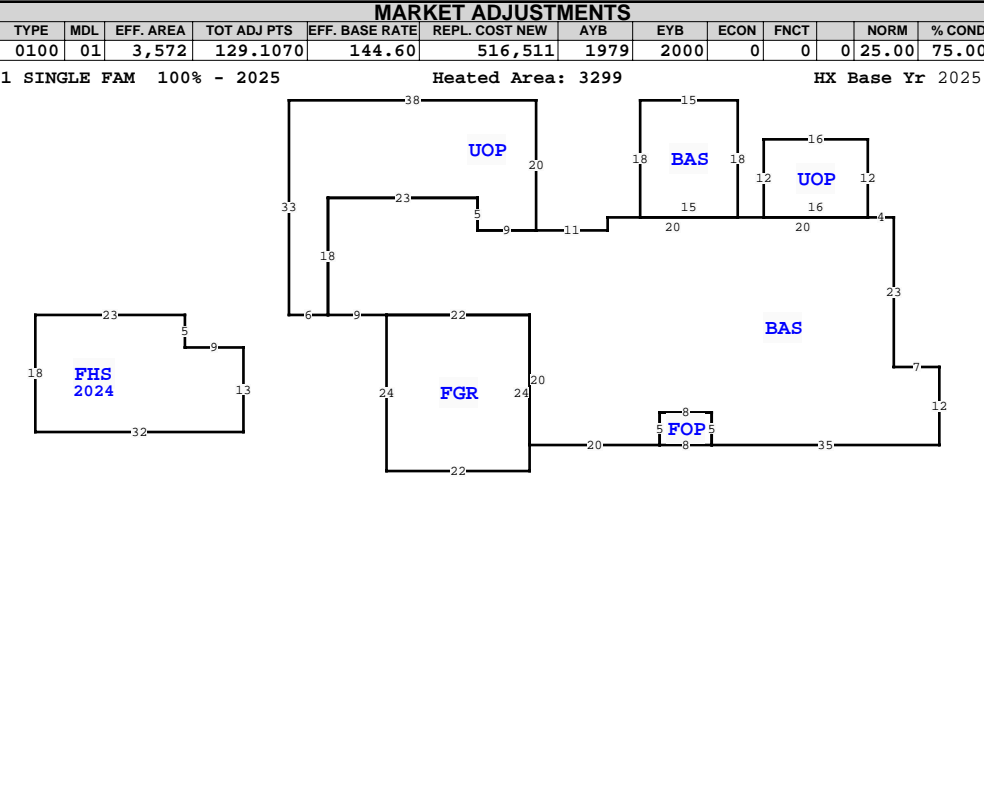 MARKET ADJUSTMENTS
TYPE MDL EFF. AREA TOT ADJ PTS EFF. BASE RATE REPL. COST NEW AYB EYB ECON FNCT NORM % COND
0100 01 3,572 129.1070 144.60 516,511 1979 2000 0 0 0 25.00 75.00
1 SINGLE FAM 100% - 2025 Heated Area: 3299 HX Base Yr 2025
38 15
16
UOP 20 18 BAS 18
12 UOP 12
23
33 5 15 16 4
9 11 20 20
18
23
6 9 22
23
5 BAS
9
18 FHS 13
2024
24 FGR 24 20
7
12
8
5 FOP 5
32 20 8 35
22